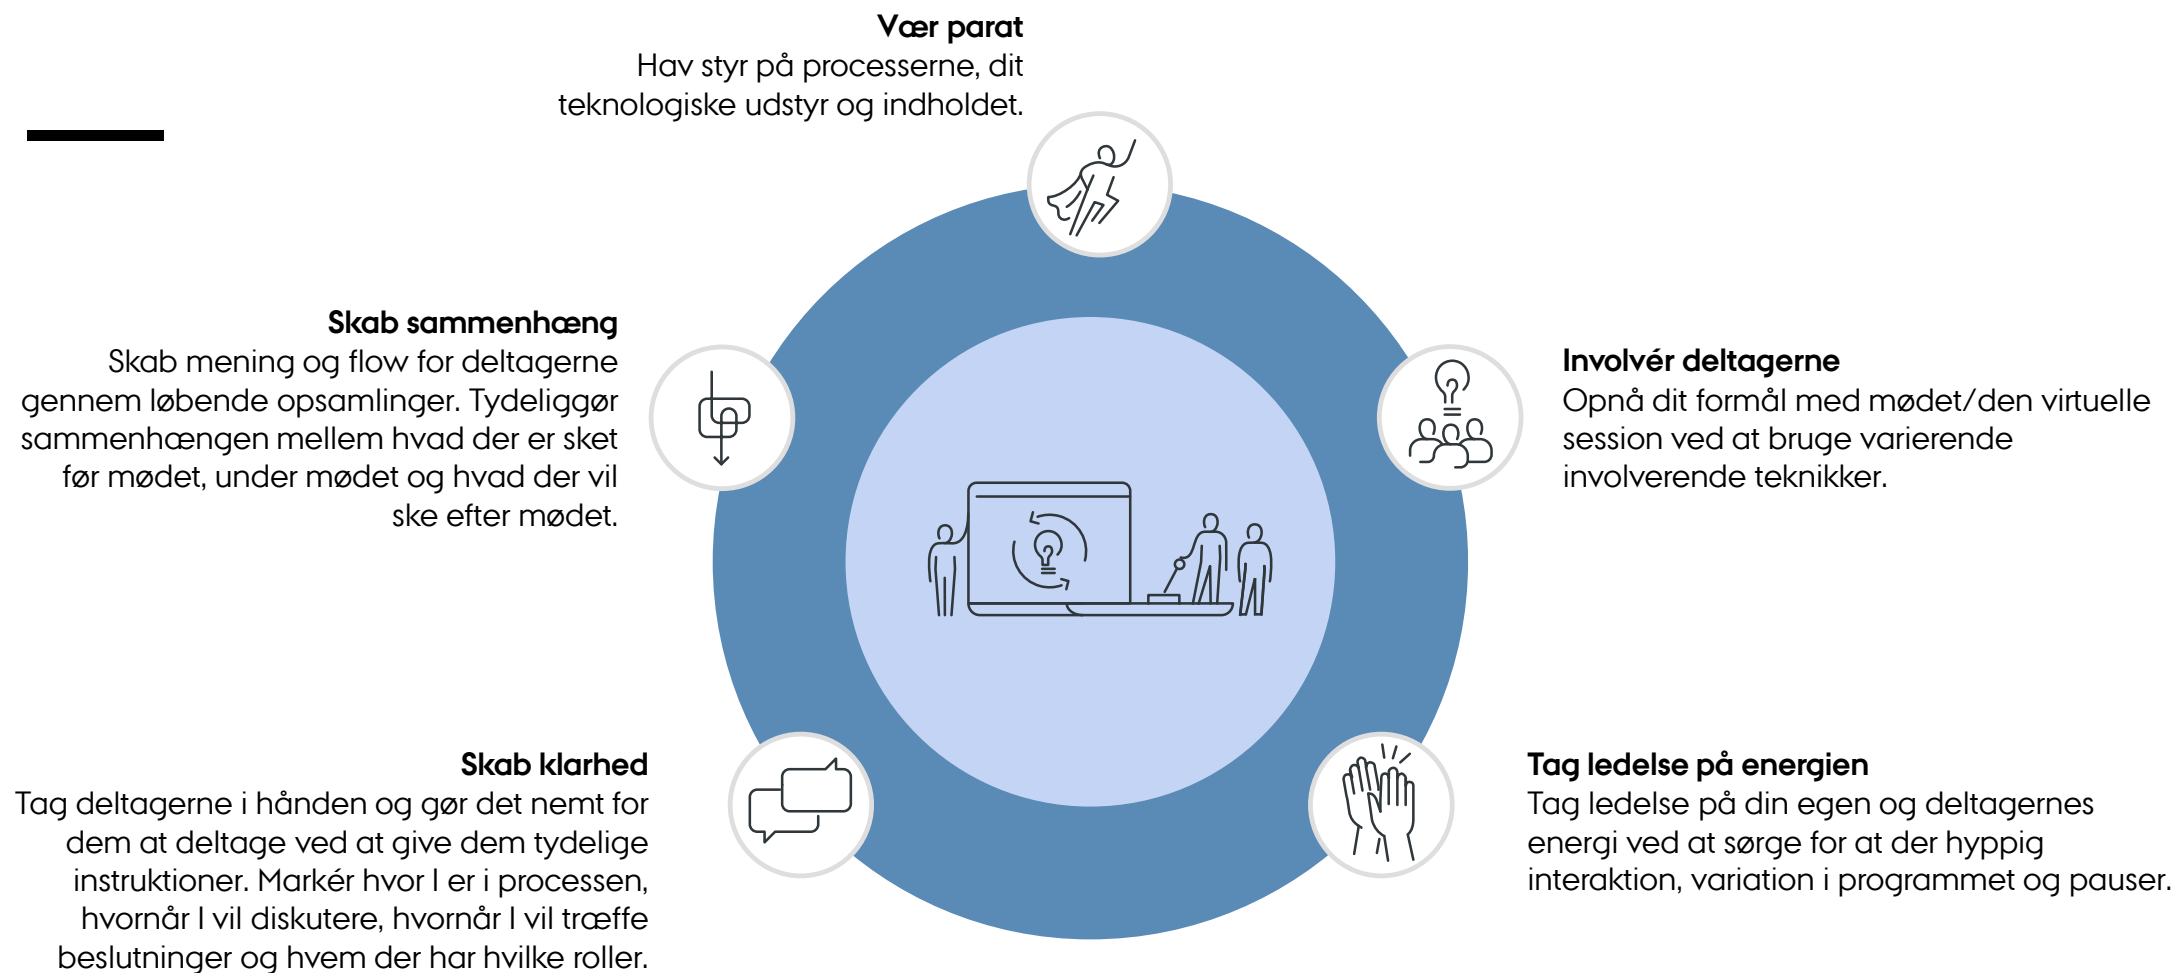 Vær parat
Hav styr på processerne, dit
teknologiske udstyr og indholdet.
Involvér deltagerne
Opnå dit formål med mødet/den virtuelle
session ved at bruge varierende
involverende teknikker.
Tag ledelse på energien
Tag ledelse på din egen og deltagernes
energi ved at sørge for at der hyppig
interaktion, variation i programmet og pauser.
Skab klarhed
Tag deltagerne i hånden og gør det nemt for
dem at deltage ved at give dem tydelige
instruktioner. Markér hvor I er i processen,
hvornår I vil diskutere, hvornår I vil træffe
beslutninger og hvem der har hvilke roller.
Skab sammenhæng
Skab mening og flow for deltagerne
gennem løbende opsamlinger. Tydeliggør
sammenhængen mellem hvad der er sket
før mødet, under mødet og hvad der vil
ske efter mødet.